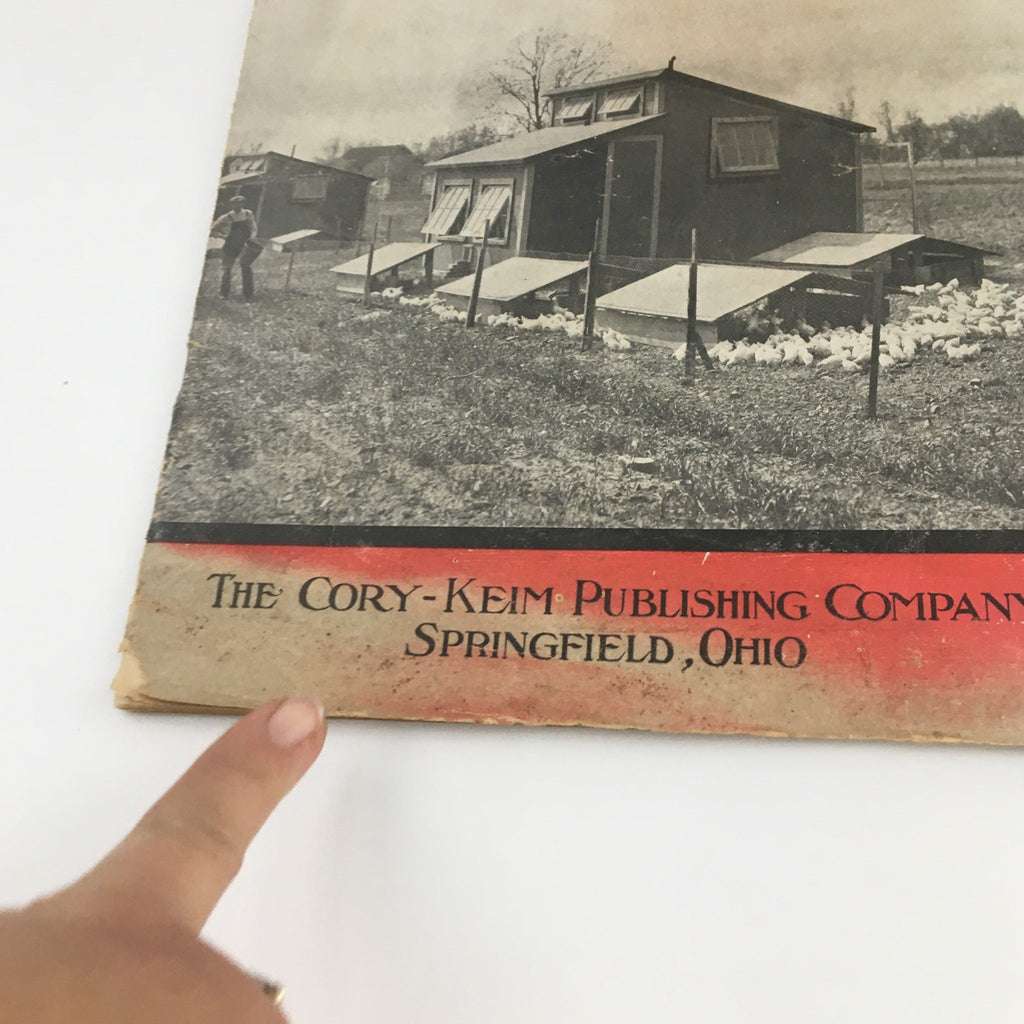 The Cory-Keim Publishing Company
Springfield, Ohio